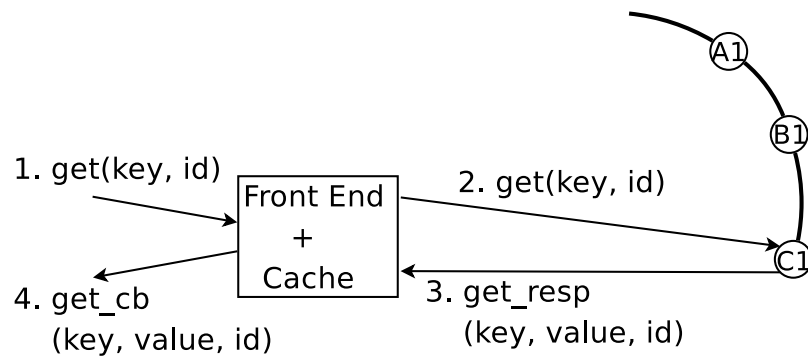 A1
B1
1. get(key, id)
Front End
+
Cache
2. get(key, id)
C1
3. get_resp
(key, value, id)
4. get_cb
(key, value, id)